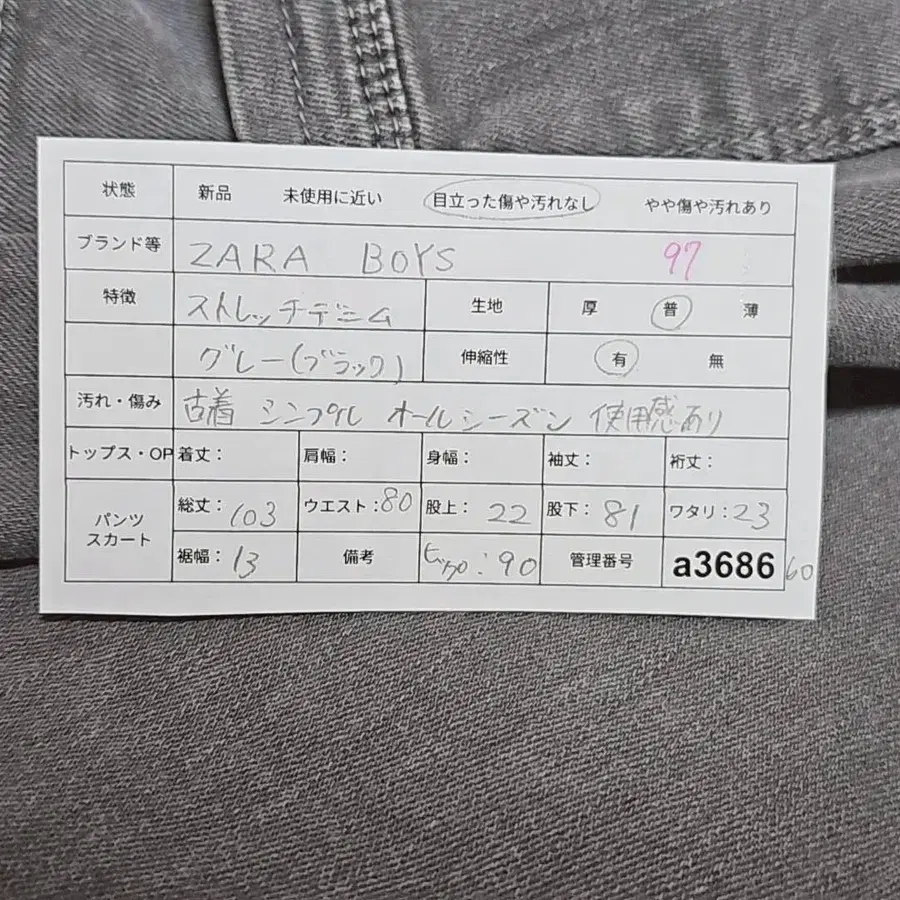 状態 新品 未使用に近い 目立った傷や汚れなし やや傷や汚れあり
ブランド等 ZARA BOYS 97
特徴 ストレッチデニム 生地 厚 普 薄
グレー(ブラック) 伸縮性 有 無
汚れ・傷み 古着 シンプル オールシーズン 使用感あり
トップス・OP 着丈: 肩幅: 身幅: 袖丈: 裄丈:
パンツ スカート 総丈:103 ウエスト:80 股上:22 股下:81 ワタリ:23
裾幅:13 備考 ヒップ:90 管理番号 a3686 60